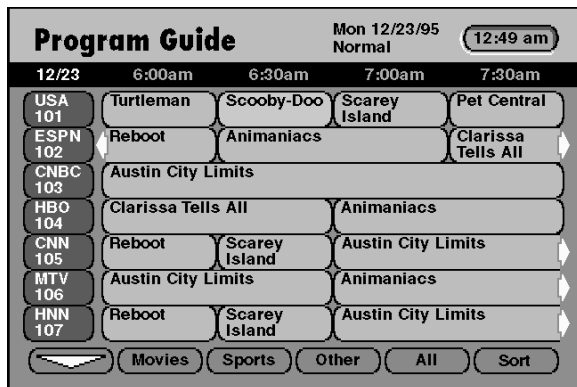 Program Guide
Mon 12/23/95
Normal
12:49 am
12/23 6:00am 6:30am 7:00am 7:30am
USA
101
Turtleman
Scooby-Doo
Scarey
Island
Pet Central
ESPN
102
Reboot
Animaniacs
Clarissa
Tells All
CNBC
103
Austin City Limits
HBO
104
Clarissa Tells All
Animaniacs
CNN
105
Reboot
Scarey
Island
Austin City Limits
MTV
106
Austin City Limits
Animaniacs
HNN
107
Reboot
Scarey
Island
Austin City Limits
Movies Sports Other All Sort